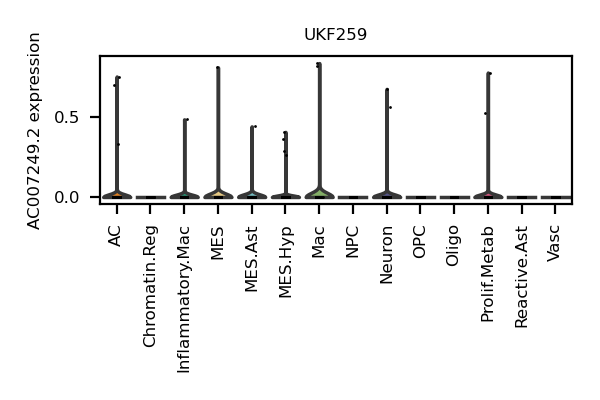 UKF259
AC007249.2 expression
0.5
0.0
AC
Chromatin.Reg
Inflammatory.Mac
MES
MES.Ast
MES.Hyp
Mac
NPC
Neuron
OPC
Oligo
Prolif.Metab
Reactive.Ast
Vasc